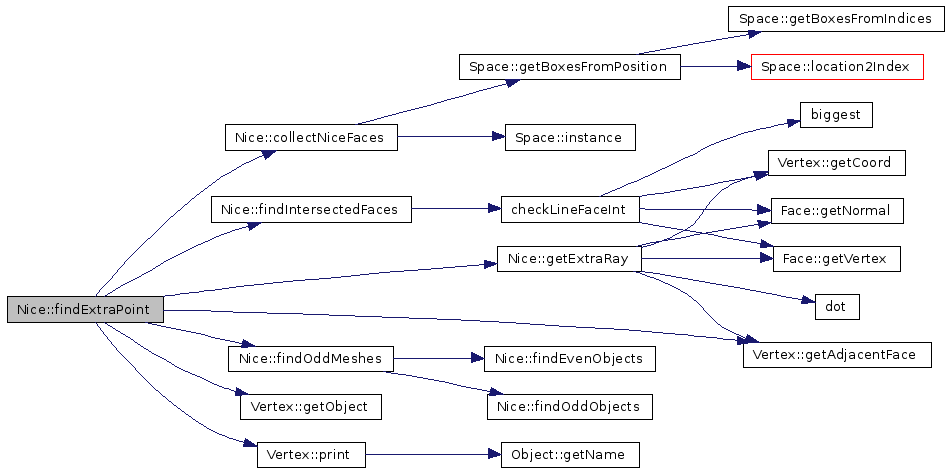 Space::getBoxesFromIndices
Space::getBoxesFromPosition
Space::location2Index
biggest
Nice::collectNiceFaces
Space::instance
Vertex::getCoord
Nice::findIntersectedFaces
checkLineFaceInt
Face::getNormal
Nice::getExtraRay
Face::getVertex
Nice::findExtraPoint
dot
Nice::findOddMeshes
Nice::findEvenObjects
Vertex::getAdjacentFace
Vertex::getObject
Nice::findOddObjects
Vertex::print
Object::getName